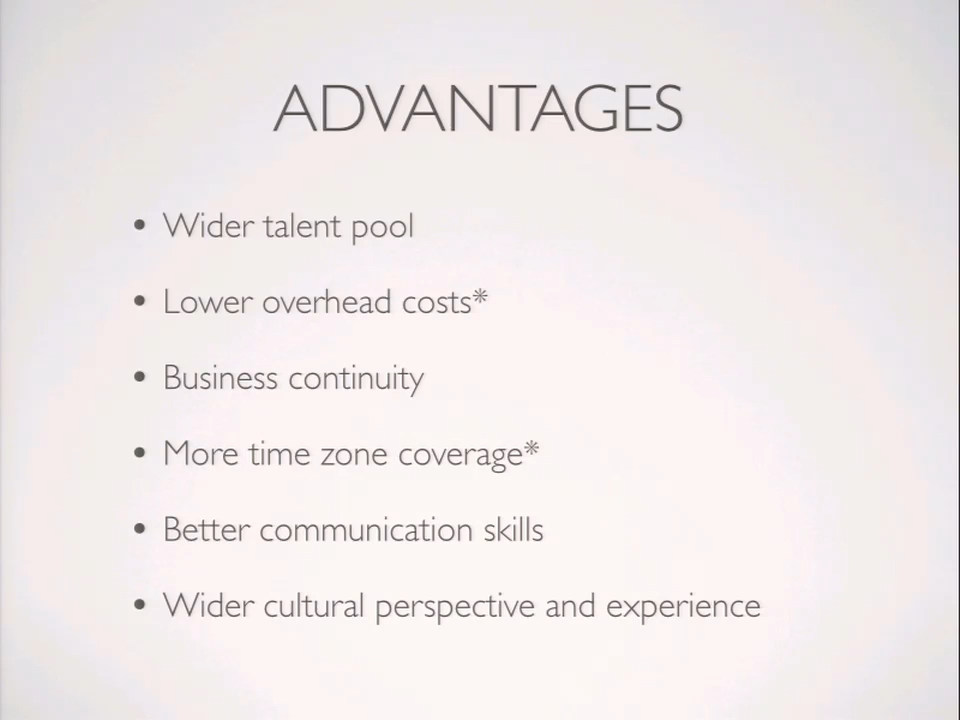 ADVANTAGES
• Wider talent pool
• Lower overhead costs*
• Business continuity
• More time zone coverage*
• Better communication skills
• Wider cultural perspective and experience